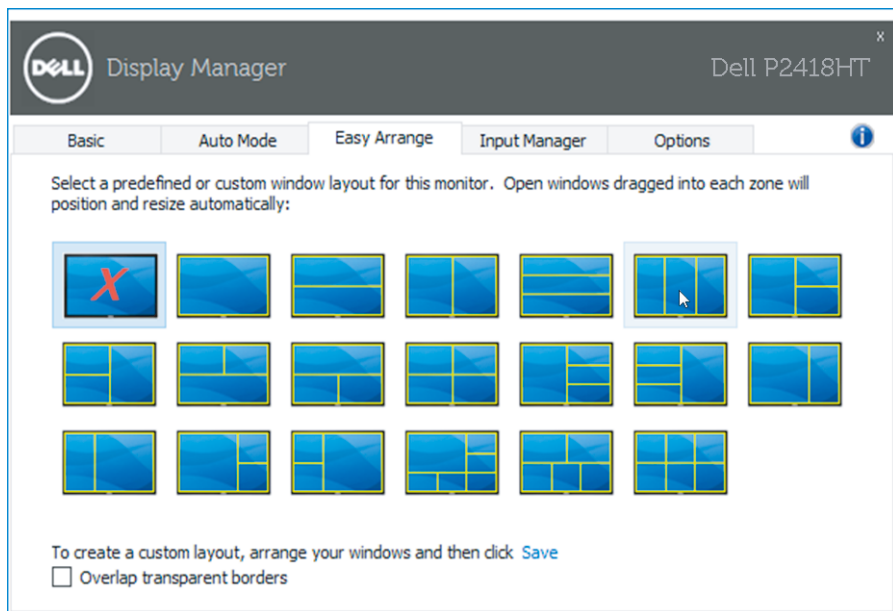 x
DELL Display Manager Dell P2418HT
Basic Auto Mode Easy Arrange Input Manager Options i
Select a predefined or custom window layout for this monitor. Open windows dragged into each zone will
position and resize automatically:
X
To create a custom layout, arrange your windows and then click Save
Overlap transparent borders